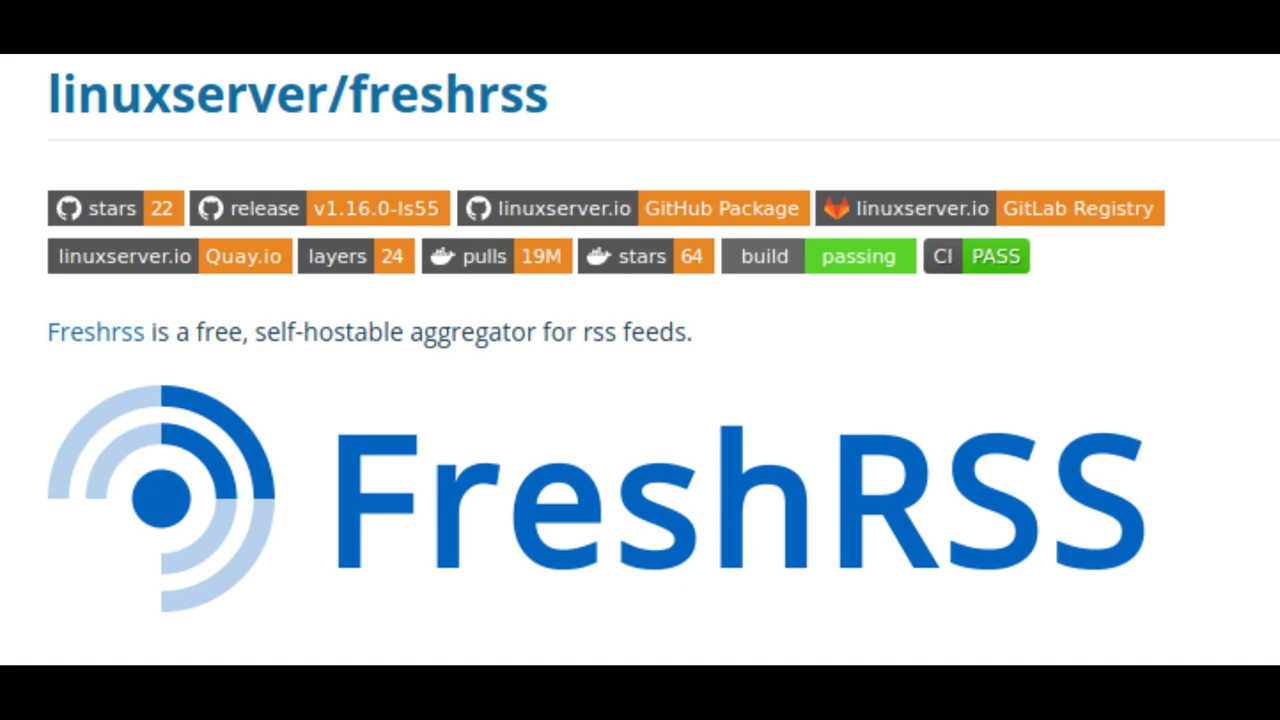 linuxserver/freshrss
stars 22 release v1.16.0-ls55 linuxserver.io GitHub Package linuxserver.io GitLab Registry
linuxserver.io Quay.io layers 24 pulls 19M stars 64 build passing CI PASS
Freshrss is a free, self-hostable aggregator for rss feeds.
FreshRSS